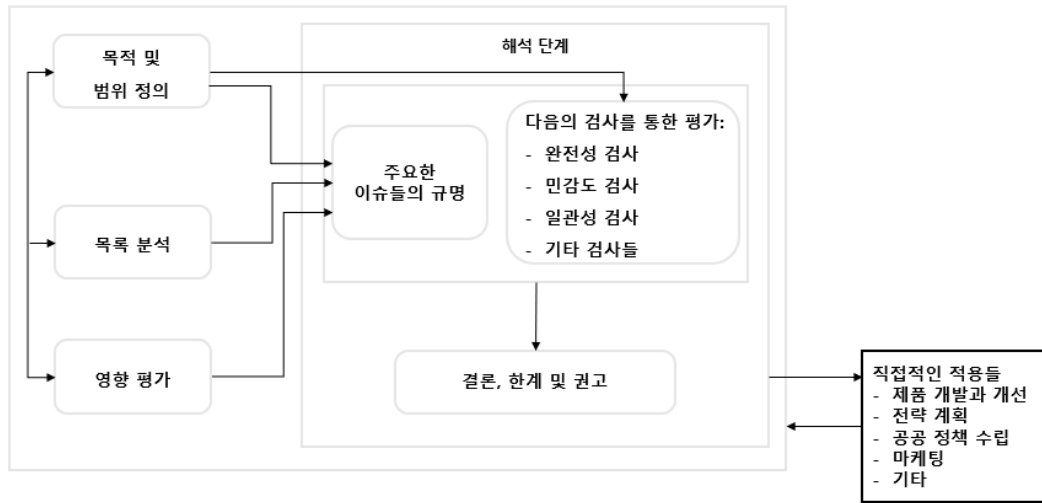 목적 및
범위 정의
목록 분석
영향 평가
해석 단계
주요한
이슈들의 규명
다음의 검사를 통한 평가:
- 완전성 검사
- 민감도 검사
- 일관성 검사
- 기타 검사들
결론, 한계 및 권고
직접적인 적용들
- 제품 개발과 개선
- 전략 계획
- 공공 정책 수립
- 마케팅
- 기타